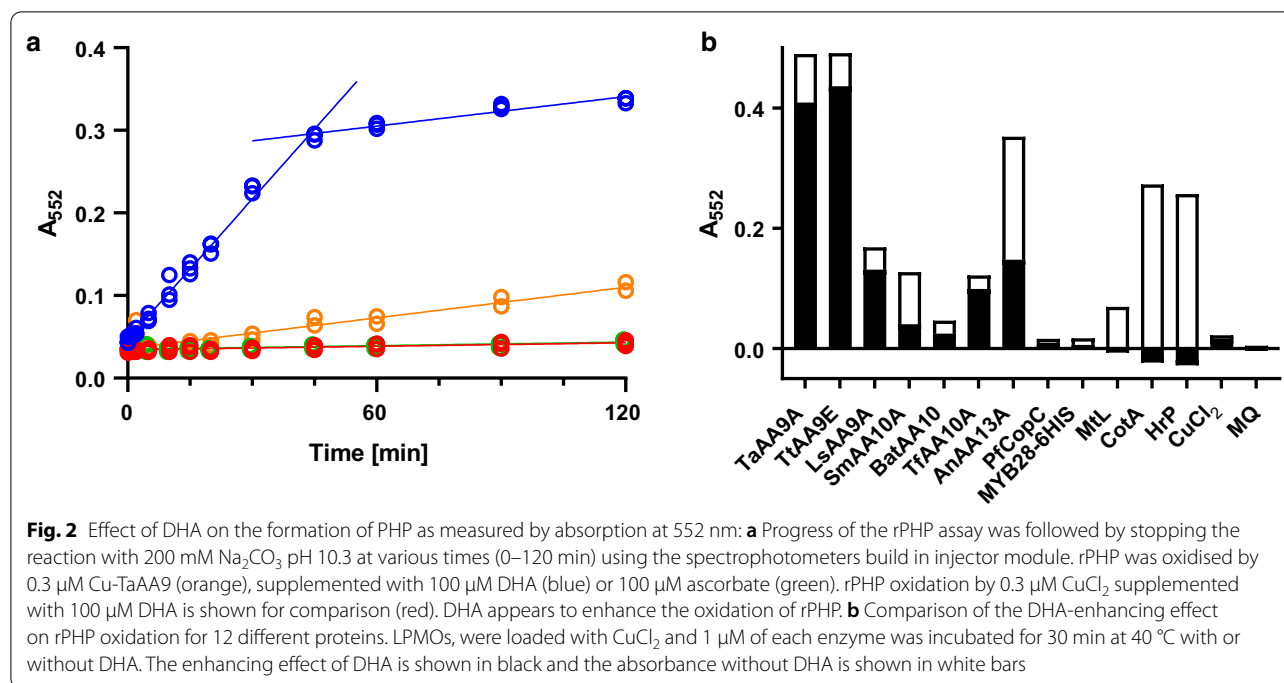 a
A552
0.4
0.3
0.2
0.1
0.0
0
60
120
Time [min]
b
A552
0.4
0.2
0.0
TaAA9A
TtAA9E
LsAA9A
SmAA10A
BatAA10
TfAA10A
AnAA13A
PfCopC
MYB28-6HIS
MtL
CotA
HrP
CuCl2
MQ
Fig. 2 Effect of DHA on the formation of PHP as measured by absorption at 552 nm: a Progress of the rPHP assay was followed by stopping the
reaction with 200 mM Na2CO3 pH 10.3 at various times (0–120 min) using the spectrophotometers build in injector module. rPHP was oxidised by
0.3 µM Cu-TaAA9 (orange), supplemented with 100 µM DHA (blue) or 100 µM ascorbate (green). rPHP oxidation by 0.3 µM CuCl2 supplemented
with 100 µM DHA is shown for comparison (red). DHA appears to enhance the oxidation of rPHP. b Comparison of the DHA-enhancing effect
on rPHP oxidation for 12 different proteins. LPMOs, were loaded with CuCl2 and 1 µM of each enzyme was incubated for 30 min at 40 °C with or
without DHA. The enhancing effect of DHA is shown in black and the absorbance without DHA is shown in white bars